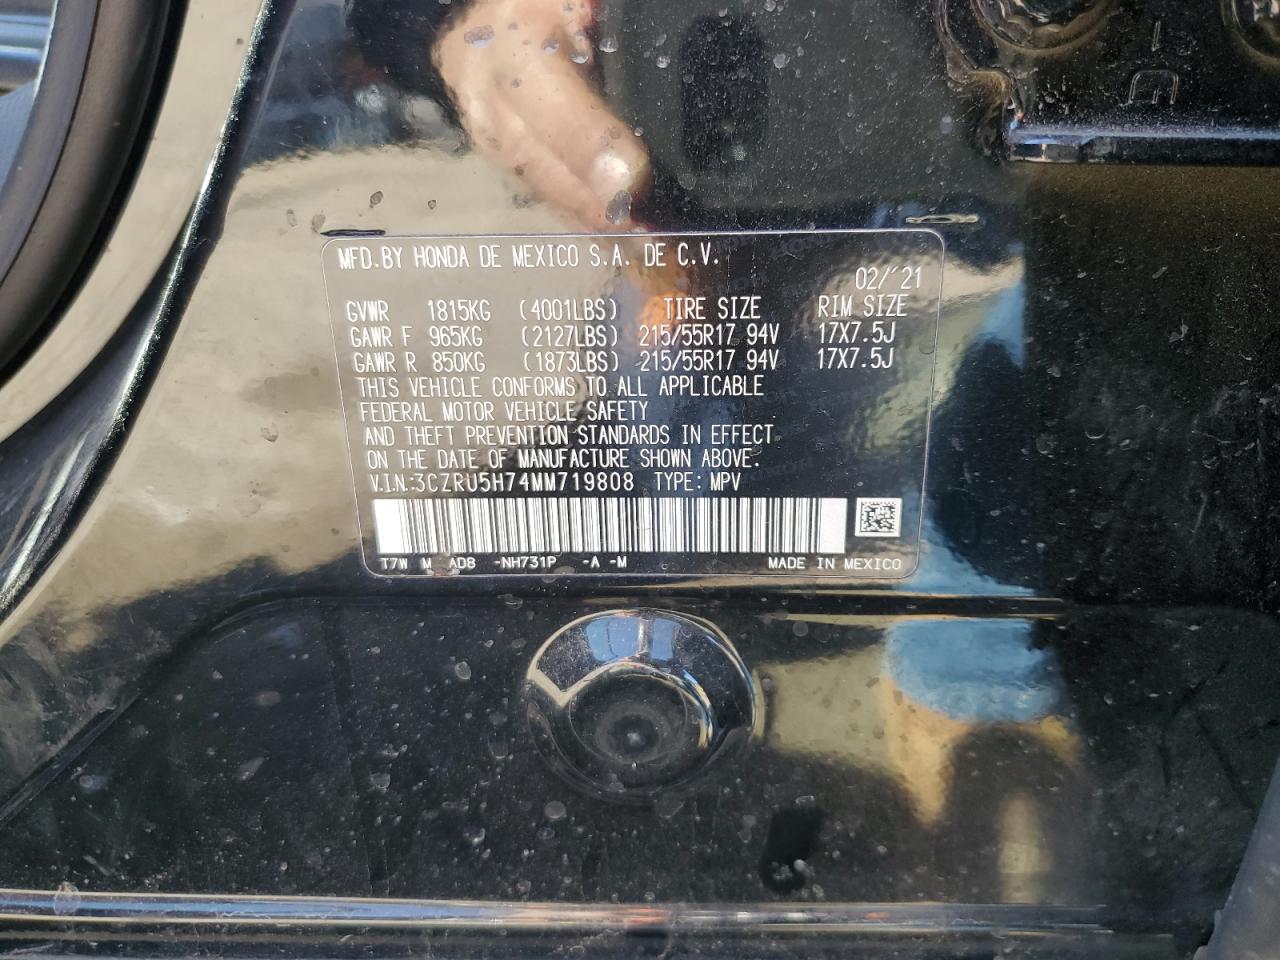 MFD.BY HONDA DE MEXICO S.A. DE C.V.
02/'21
GVWR 1815KG (4001LBS) TIRE SIZE RIM SIZE
GAWR F 965KG (2127LBS) 215/55R17 94V 17X7.5J
GAWR R 850KG (1873LBS) 215/55R17 94V 17X7.5J
THIS VEHICLE CONFORMS TO ALL APPLICABLE
FEDERAL MOTOR VEHICLE SAFETY
AND THEFT PREVENTION STANDARDS IN EFFECT
ON THE DATE OF MANUFACTURE SHOWN ABOVE.
V.I.N.:3CZRU5H74MM719808 TYPE: MPV
T7W M AD8 -NH731P -A -M MADE IN MEXICO